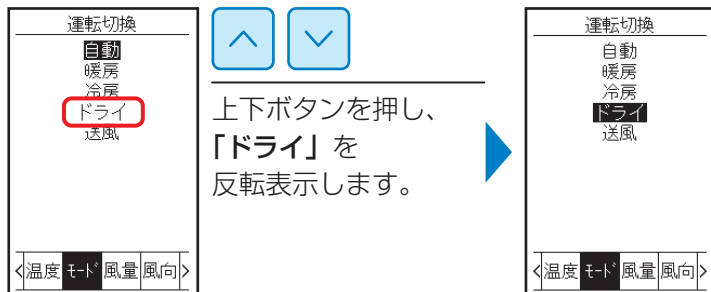 運転切換
自動
暖房
冷房
ドライ
送風
<温度 ﾓｰﾄﾞ 風量 風向>
上下ボタンを押し、
「ドライ」を
反転表示します。
運転切換
自動
暖房
冷房
ドライ
送風
<温度 ﾓｰﾄﾞ 風量 風向>